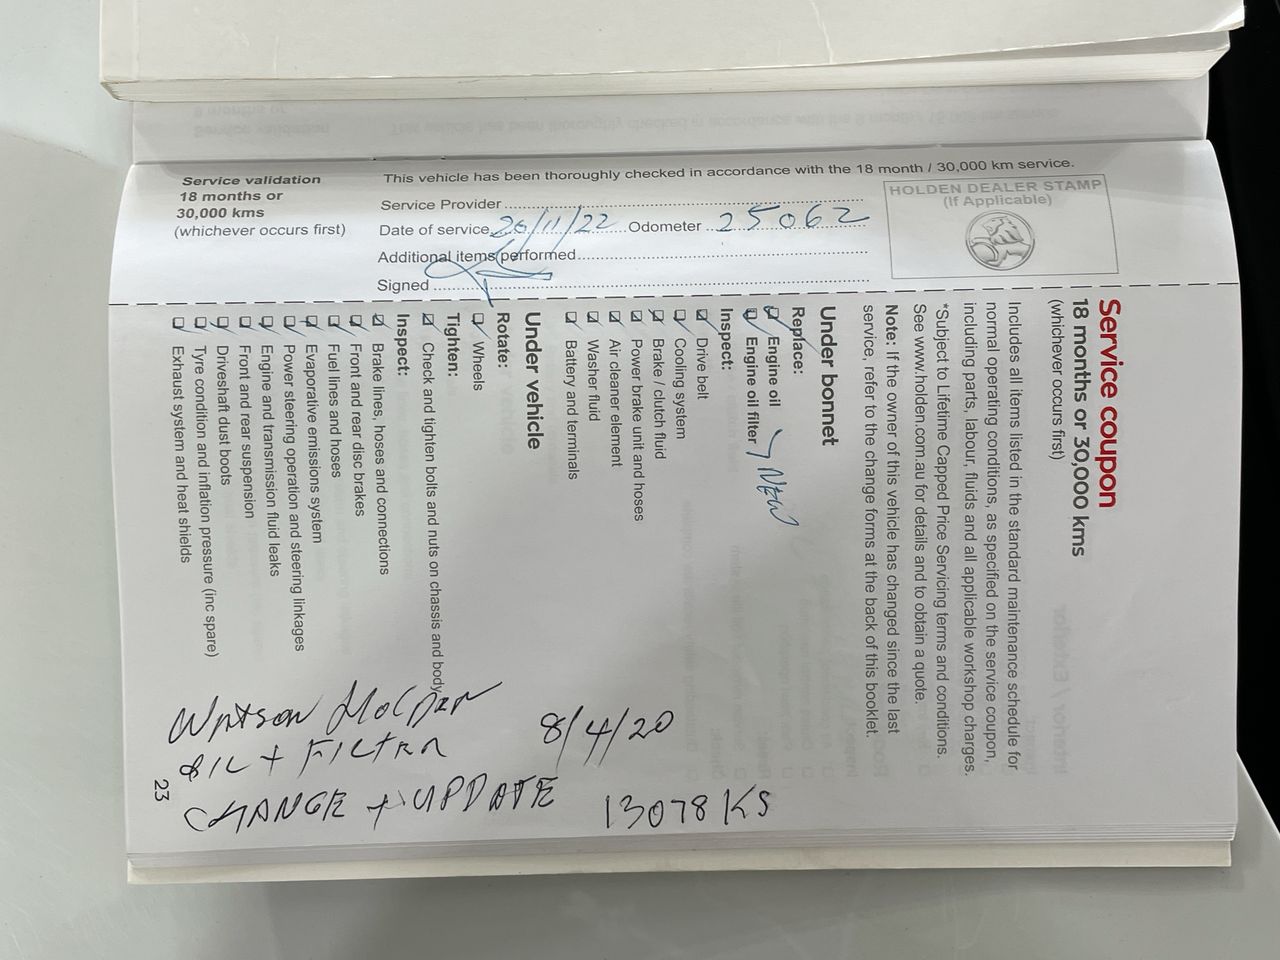 Service validation
18 months or
30,000 kms
(whichever occurs first)
This vehicle has been thoroughly checked in accordance with the 18 month / 30,000 km service.
Service Provider
Date of service 26/11/22 Odometer 25062
Additional items performed
Signed
HOLDEN DEALER STAMP
(If Applicable)
Service coupon
18 months or 30,000 kms
(whichever occurs first)
Includes all items listed in the standard maintenance schedule for
normal operating conditions, as specified on the service coupon,
including parts, labour, fluids and all applicable workshop charges.
*Subject to Lifetime Capped Price Servicing terms and conditions.
See www.holden.com.au for details and to obtain a quote.
Note: If the owner of this vehicle has changed since the last
service, refer to the change forms at the back of this booklet.
Under bonnet
Replace:
Engine oil
Engine oil filter
NEW
Inspect:
Drive belt
Cooling system
Brake / clutch fluid
Power brake unit and hoses
Air cleaner element
Washer fluid
Battery and terminals
Under vehicle
Rotate:
Wheels
Tighten:
Check and tighten bolts and nuts on chassis and body
Inspect:
Brake lines, hoses and connections
Front and rear disc brakes
Fuel lines and hoses
Evaporative emissions system
Power steering operation and steering linkages
Engine and transmission fluid leaks
Front and rear suspension
Driveshaft dust boots
Tyre condition and inflation pressure (inc spare)
Exhaust system and heat shields
23
WATSON HOLDEN
OIL + FILTER
CHANGE + UPDATE
8/4/20
13078 KS